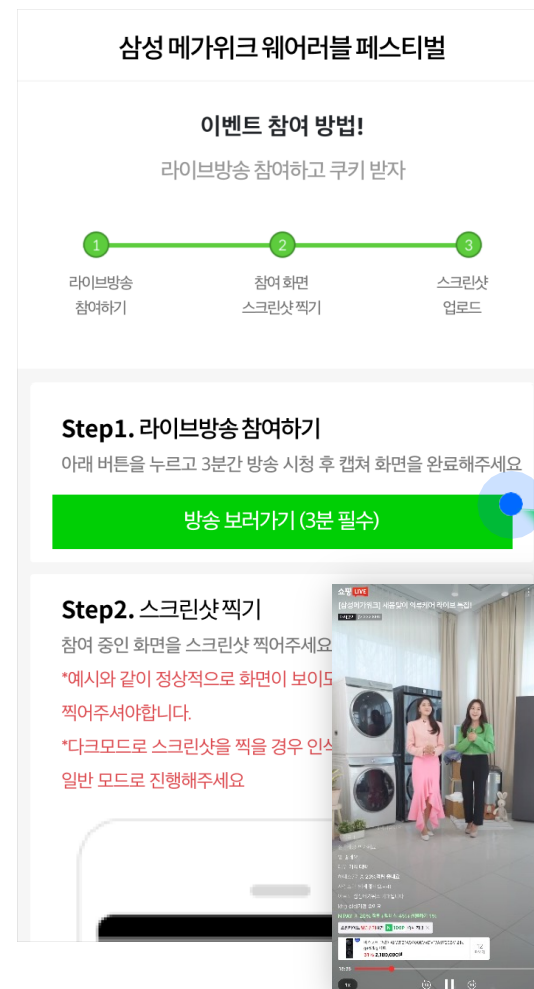 삼성 메가위크 웨어러블 페스티벌
이벤트 참여 방법!
라이브방송 참여하고 쿠키 받자
1
2
3
라이브방송
참여하기
참여 화면
스크린샷 찍기
스크린샷
업로드
Step1. 라이브방송 참여하기
아래 버튼을 누르고 3분간 방송 시청 후 캡쳐 화면을 완료해주세요
방송 보러가기 (3분 필수)
Step2. 스크린샷 찍기
참여 중인 화면을 스크린샷 찍어주세요
*예시와 같이 정상적으로 화면이 보이도
찍어주셔야합니다.
*다크모드로 스크린샷을 찍을 경우 인식
일반 모드로 진행해주세요
쇼핑 LIVE
1x